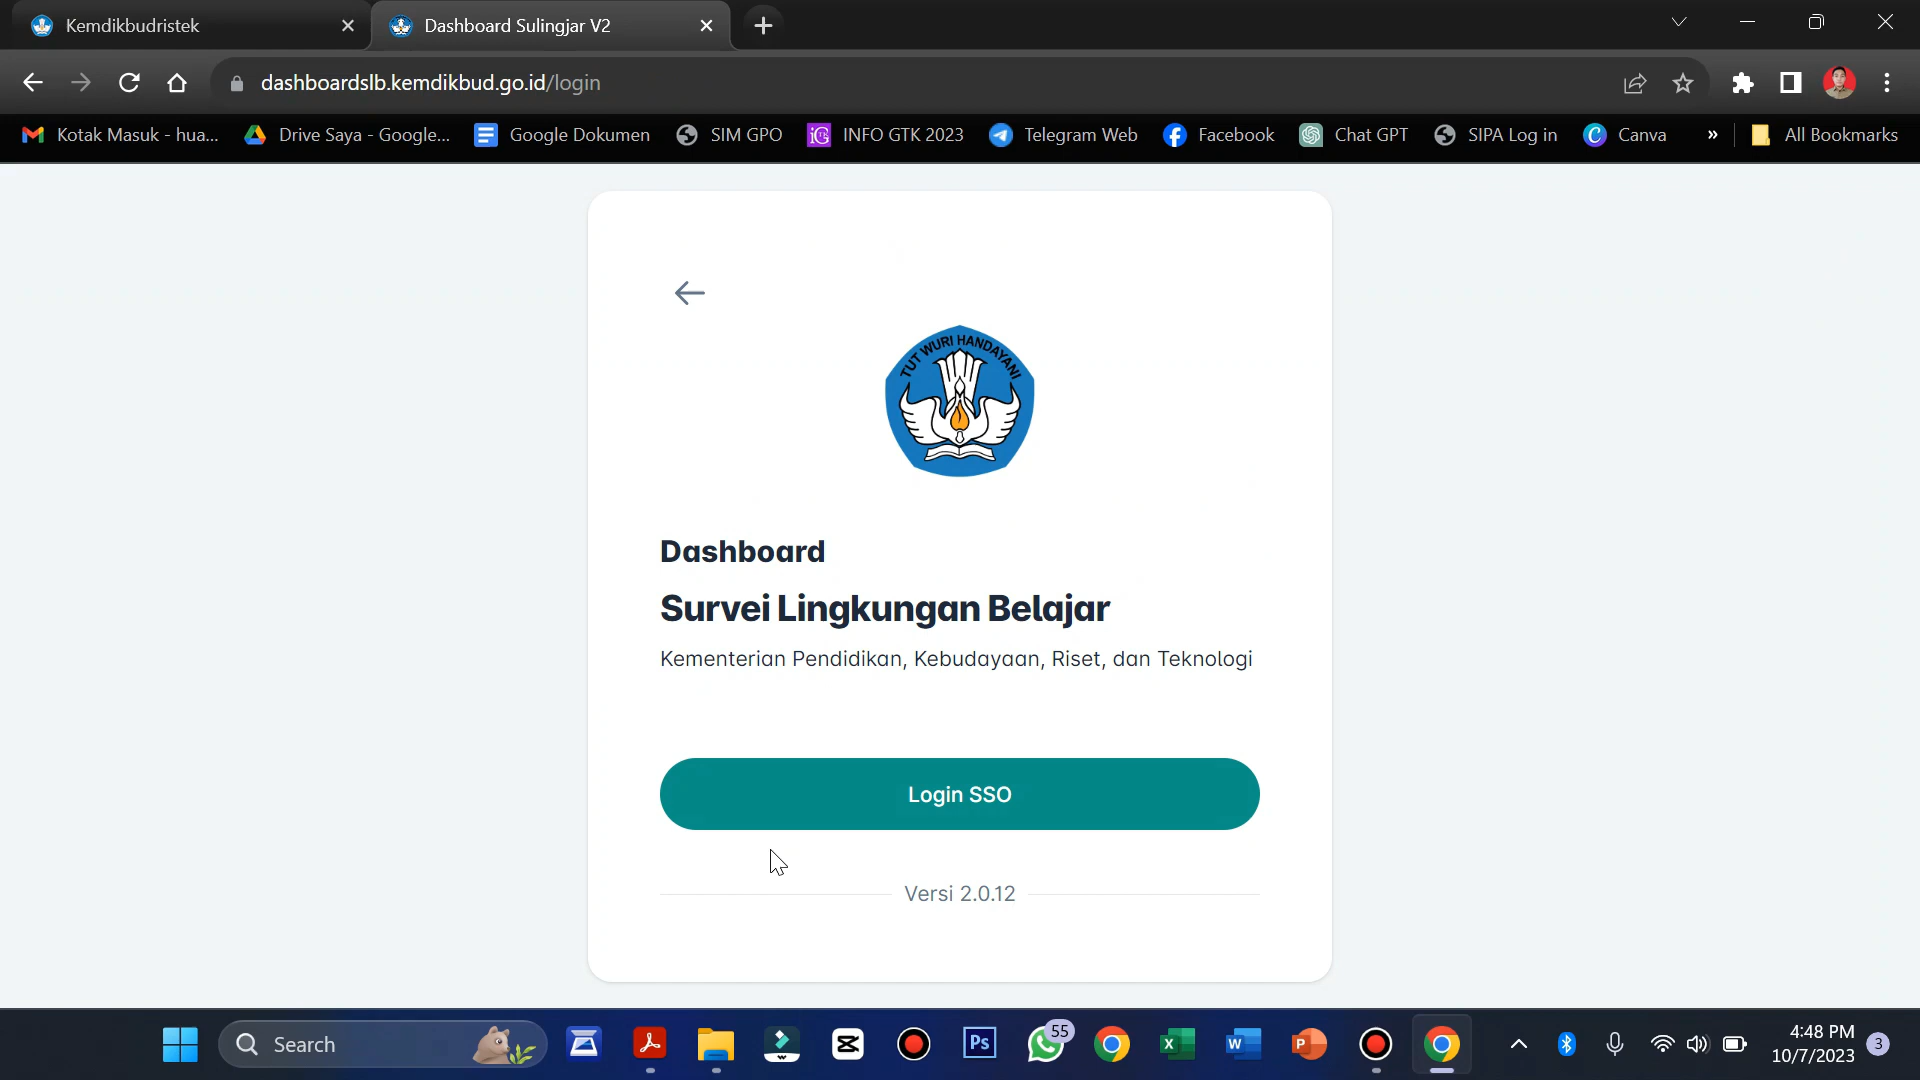 Kemdikbudristek
Dashboard Sulingjar V2
dashboardslb.kemdikbud.go.id/login
Kotak Masuk - hua...
Drive Saya - Google...
Google Dokumen
SIM GPO
INFO GTK 2023
Telegram Web
Facebook
Chat GPT
SIPA Log in
Canva
»
All Bookmarks
TUT WURI HANDAYANI
Dashboard
Survei Lingkungan Belajar
Kementerian Pendidikan, Kebudayaan, Riset, dan Teknologi
Login SSO
Versi 2.0.12
Search
Ps
55
4:48 PM
10/7/2023
3